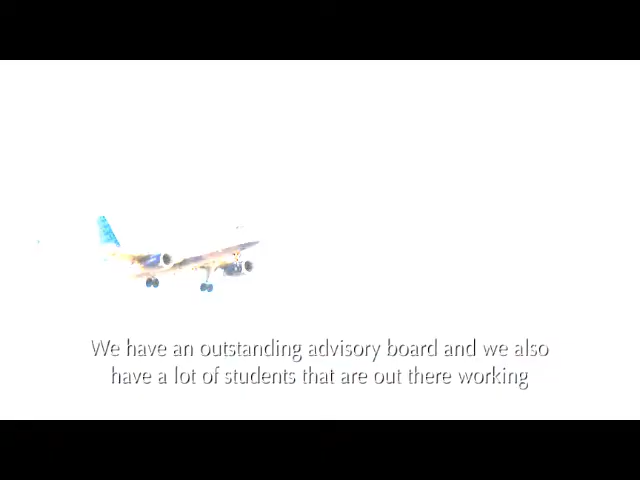 We have an outstanding advisory board and we also
have a lot of students that are out there working